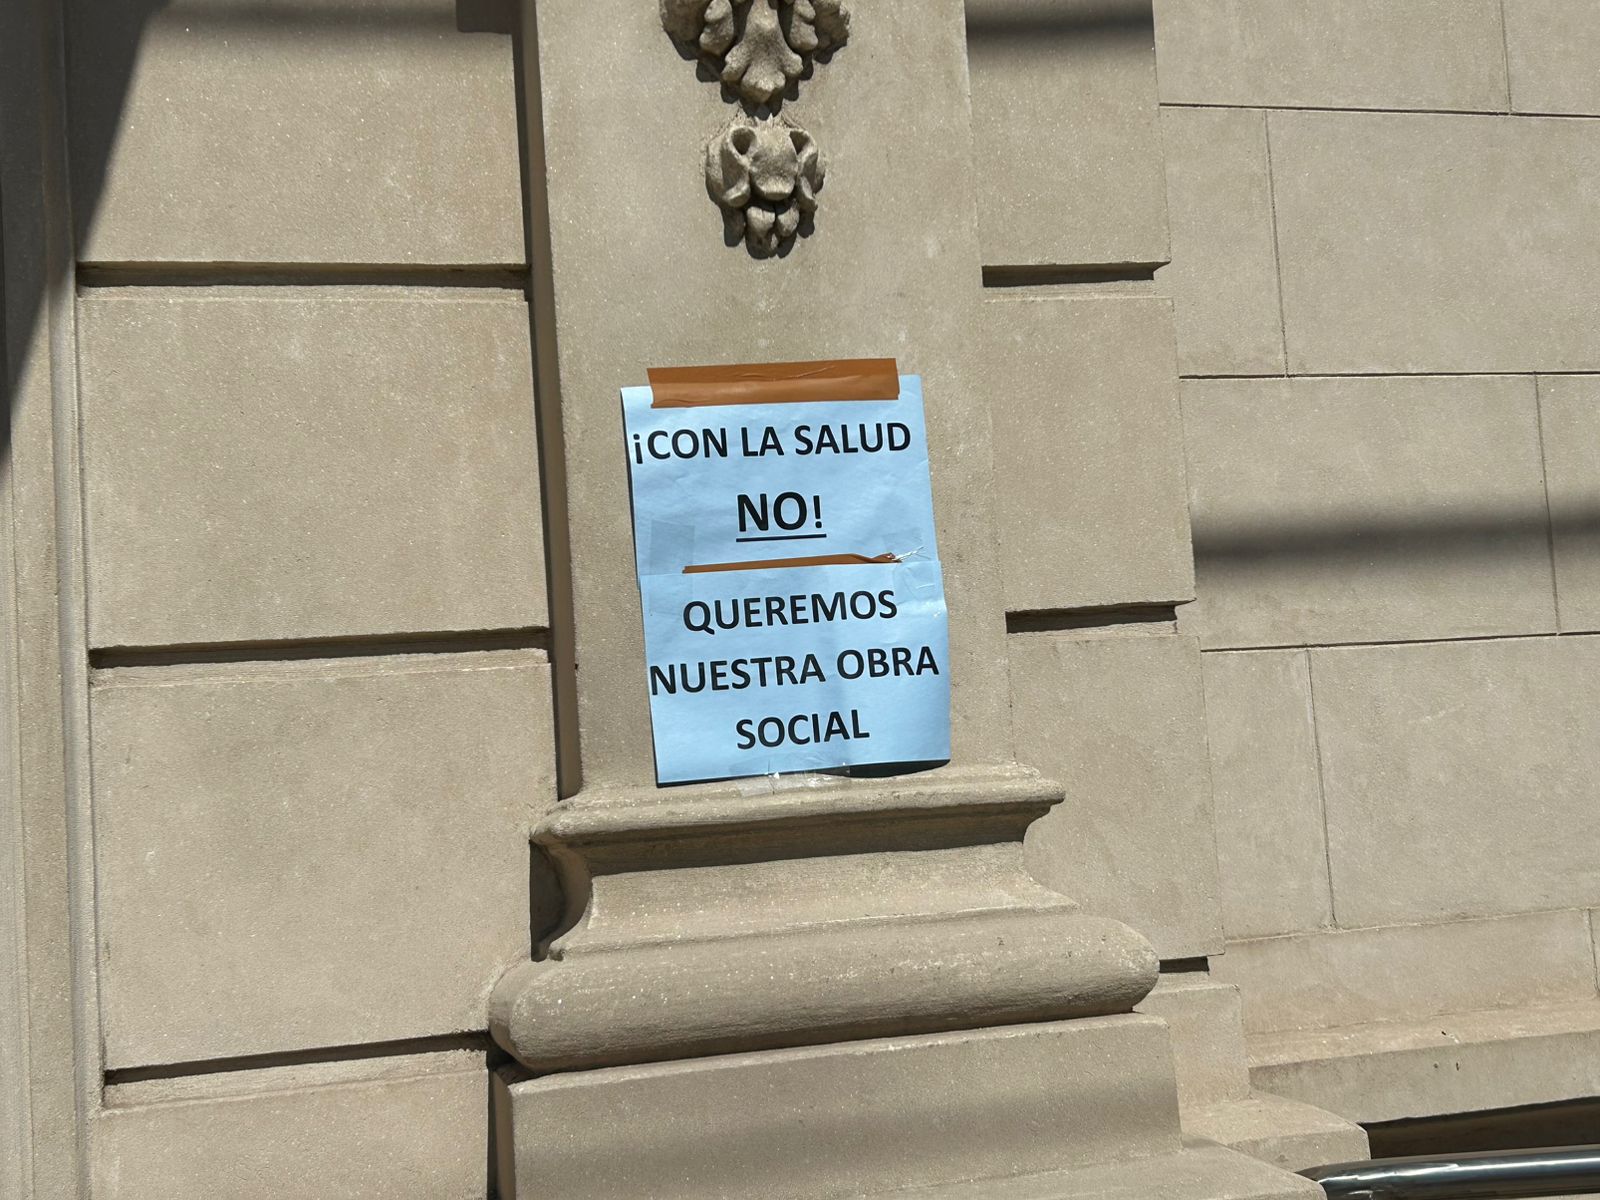 ¡CON LA SALUD
NO!
QUEREMOS
NUESTRA OBRA
SOCIAL